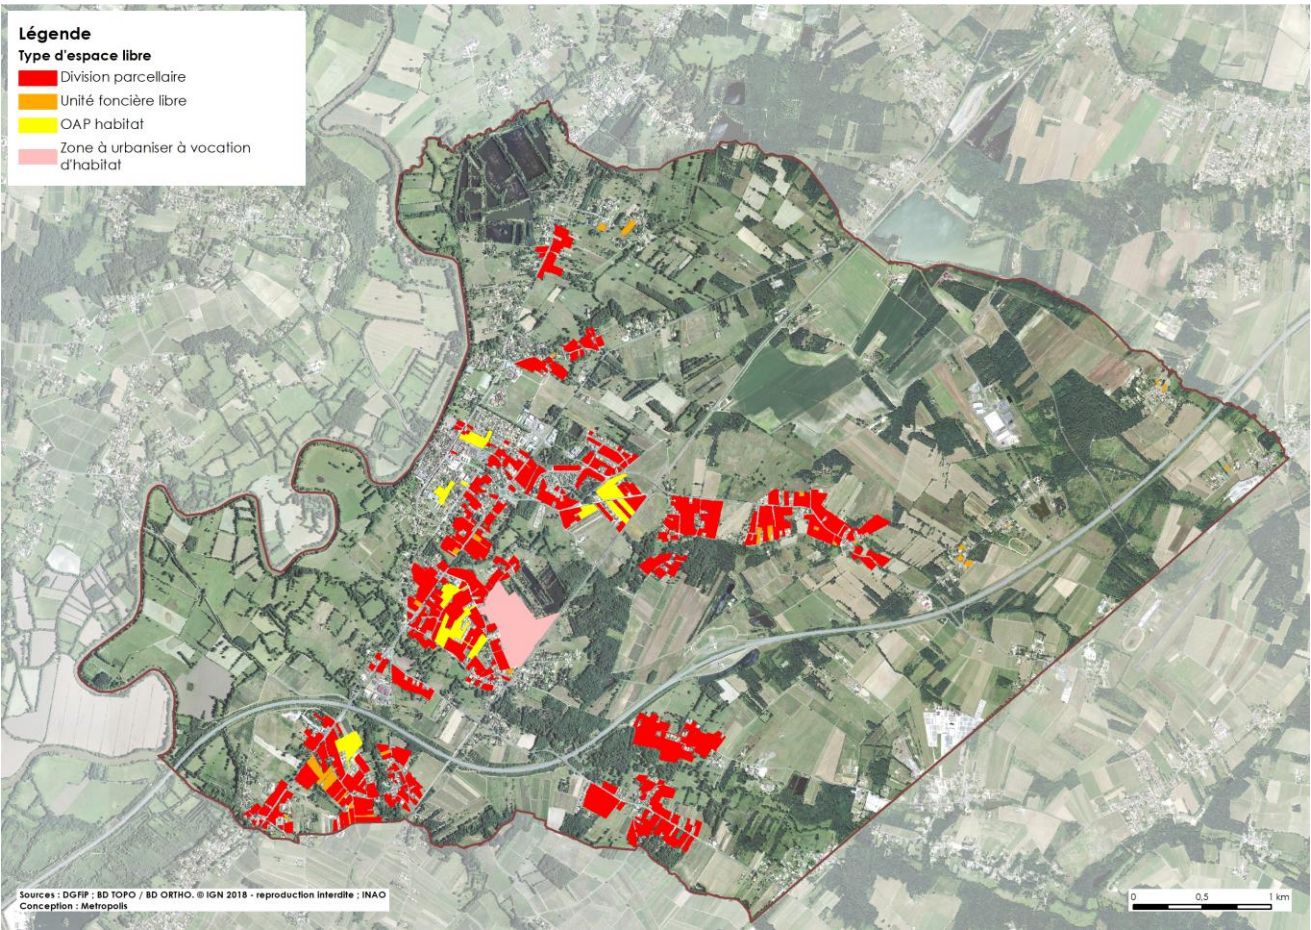 Légende
Type d'espace libre
Division parcellaire
Unité foncière libre
OAP habitat
Zone à urbaniser à vocation
d'habitat
Sources : DGFiP ; BD TOPO / BD ORTHO. © IGN 2018 - reproduction interdite ; INAO
Conception : Metropolis
0 0,5 1 km